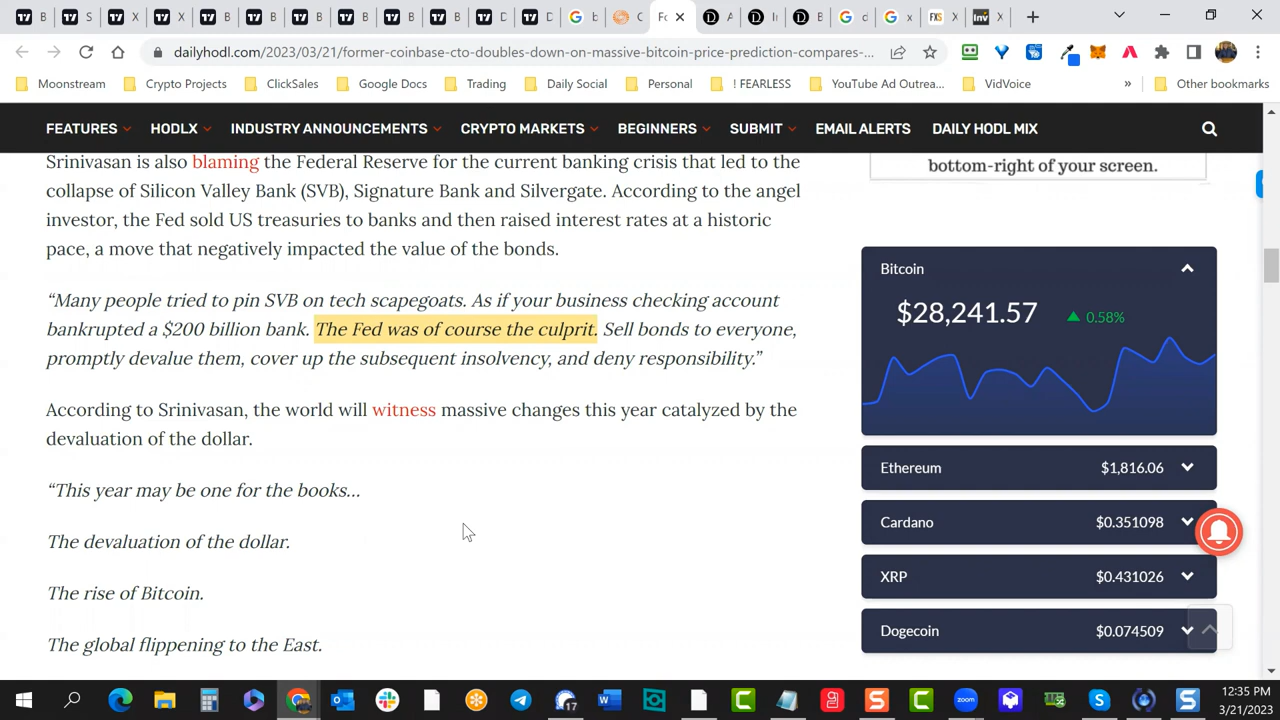 B
S
X
X
B
B
B
B
B
B
D
D
b
C
Fo
A
In
B
d
x
FXS X
Inv X
dailyhodl.com/2023/03/21/former-coinbase-cto-doubles-down-on-massive-bitcoin-price-prediction-compares-...
Moonstream
Crypto Projects
ClickSales
Google Docs
Trading
Daily Social
Personal
! FEARLESS
YouTube Ad Outrea...
VidVoice
»
Other bookmarks
FEATURES
HODLX
INDUSTRY ANNOUNCEMENTS
CRYPTO MARKETS
BEGINNERS
SUBMIT
EMAIL ALERTS
DAILY HODL MIX
Srinivasan is also blaming the Federal Reserve for the current banking crisis that led to the
collapse of Silicon Valley Bank (SVB), Signature Bank and Silvergate. According to the angel
investor, the Fed sold US treasuries to banks and then raised interest rates at a historic
pace, a move that negatively impacted the value of the bonds.
“Many people tried to pin SVB on tech scapegoats. As if your business checking account
bankrupted a $200 billion bank. The Fed was of course the culprit. Sell bonds to everyone,
promptly devalue them, cover up the subsequent insolvency, and deny responsibility.”
According to Srinivasan, the world will witness massive changes this year catalyzed by the
devaluation of the dollar.
“This year may be one for the books…
The devaluation of the dollar.
The rise of Bitcoin.
The global flippening to the East.
bottom-right of your screen.
Bitcoin
$28,241.57
0.58%
Ethereum
$1,816.06
Cardano
$0.351098
XRP
$0.431026
Dogecoin
$0.074509
17
12:35 PM
3/21/2023